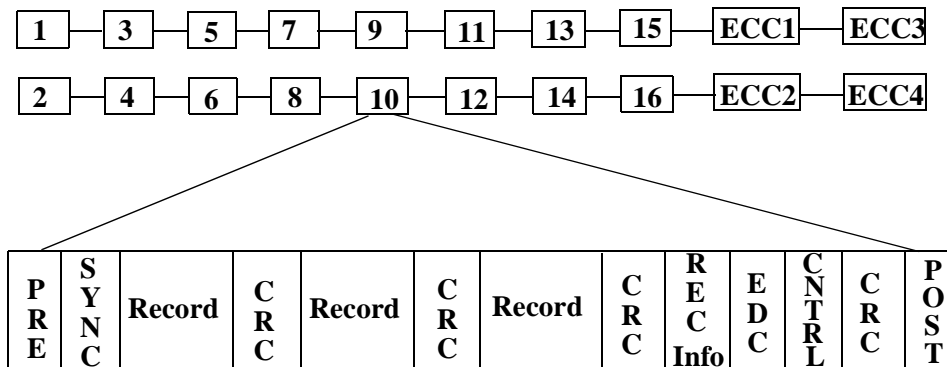 1 3 5 7 9 11 13 15 ECC1 ECC3
2 4 6 8 10 12 14 16 ECC2 ECC4
PRE SYNC Record CRC Record CRC Record CRC REC Info EDC CNTRL CRC POST